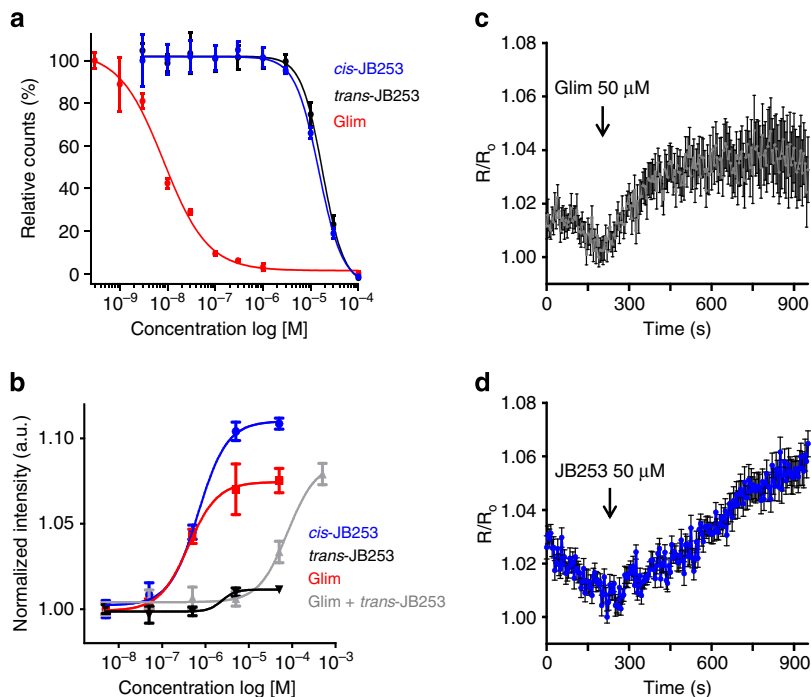 a
Relative counts (%)
100
80
60
40
20
0
cis-JB253
trans-JB253
Glim
10⁻⁹ 10⁻⁸ 10⁻⁷ 10⁻⁶ 10⁻⁵ 10⁻⁴
Concentration log [M]
b
Normalized intensity (a.u.)
1.10
1.05
1.00
cis-JB253
trans-JB253
Glim
Glim + trans-JB253
10⁻⁸ 10⁻⁷ 10⁻⁶ 10⁻⁵ 10⁻⁴ 10⁻³
Concentration log [M]
c
R/Rₒ
1.08
1.06
1.04
1.02
1.00
Glim 50 μM
0 300 600 900
Time (s)
d
R/Rₒ
1.08
1.06
1.04
1.02
1.00
JB253 50 μM
0 300 600 900
Time (s)